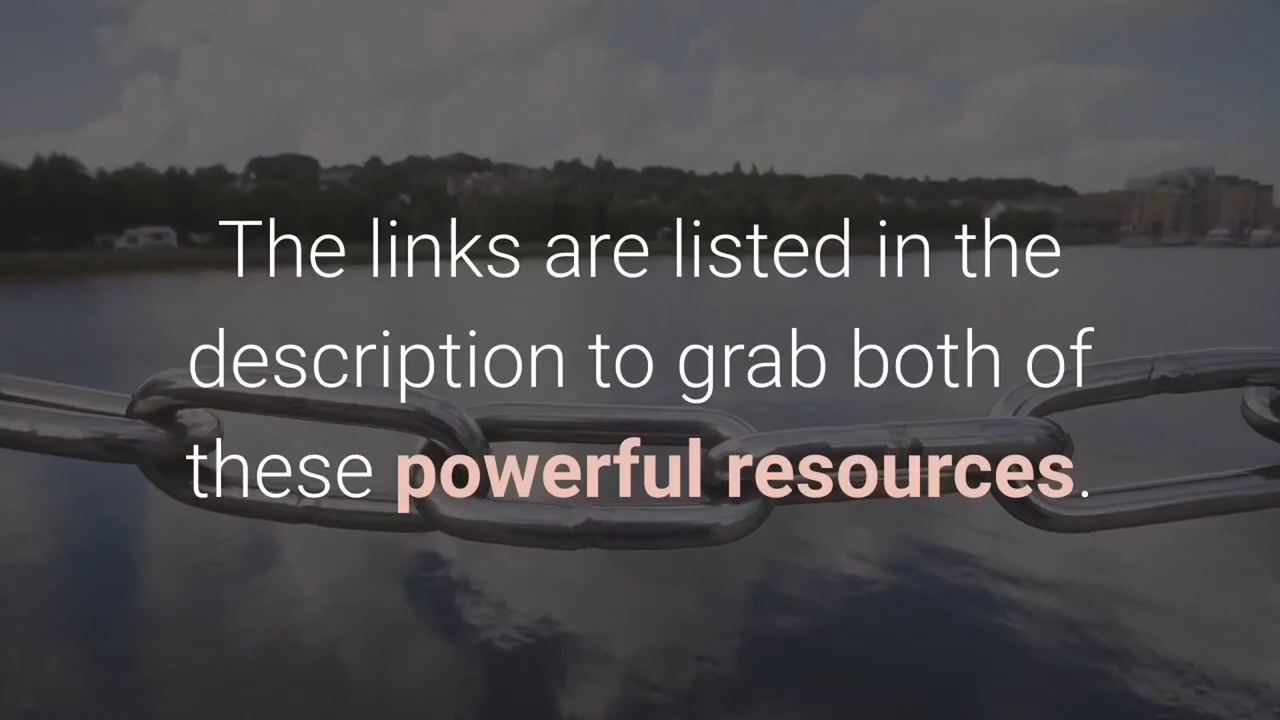 The links are listed in the
description to grab both of
these powerful resources.